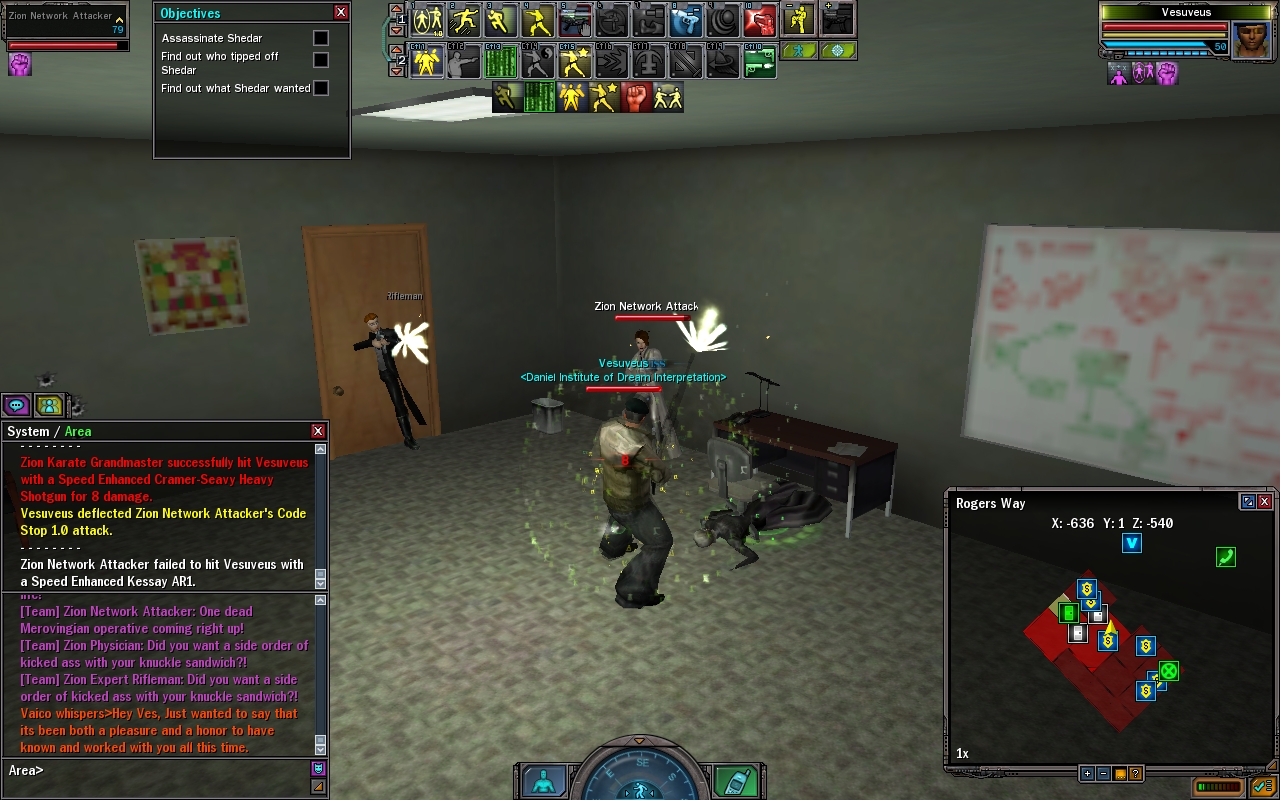 Zion Network Attacker
79
Objectives
Assassinate Shedar
Find out who tipped off
Shedar
Find out what Shedar wanted
1
2
Vesuveus
50
Rifleman
Zion Network Attack
Vesuveus
<Daniel Institute of Dream Interpretation>
8
System / Area
--------
Zion Karate Grandmaster successfully hit Vesuveus
with a Speed Enhanced Cramer-Seavy Heavy
Shotgun for 8 damage.
Vesuveus deflected Zion Network Attacker's Code
Stop 1.0 attack.
--------
Zion Network Attacker failed to hit Vesuveus with
a Speed Enhanced Kessay AR1.
[Team] Zion Network Attacker: One dead
Merovingian operative coming right up!
[Team] Zion Physician: Did you want a side order of
kicked ass with your knuckle sandwich?!
[Team] Zion Expert Rifleman: Did you want a side
order of kicked ass with your knuckle sandwich?!
Vaico whispers>Hey Ves, Just wanted to say that
its been both a pleasure and a honor to have
known and worked with you all this time.
Area>
Rogers Way
X: -636 Y: 1 Z: -540
V
1x
E
SE
S